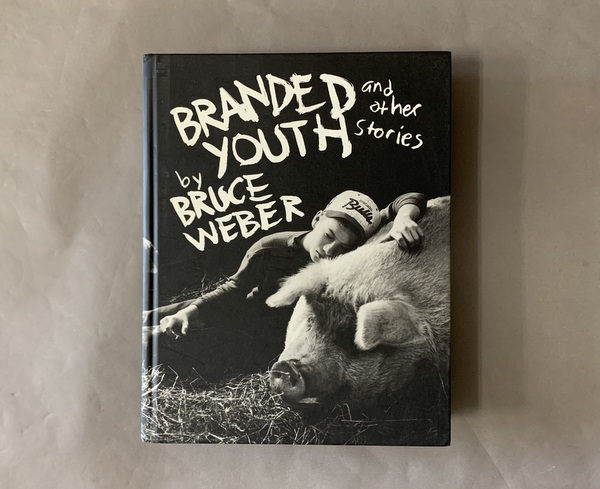 BRANDED
YOUTH
and
other
stories
by
BRUCE
WEBER
Bulls